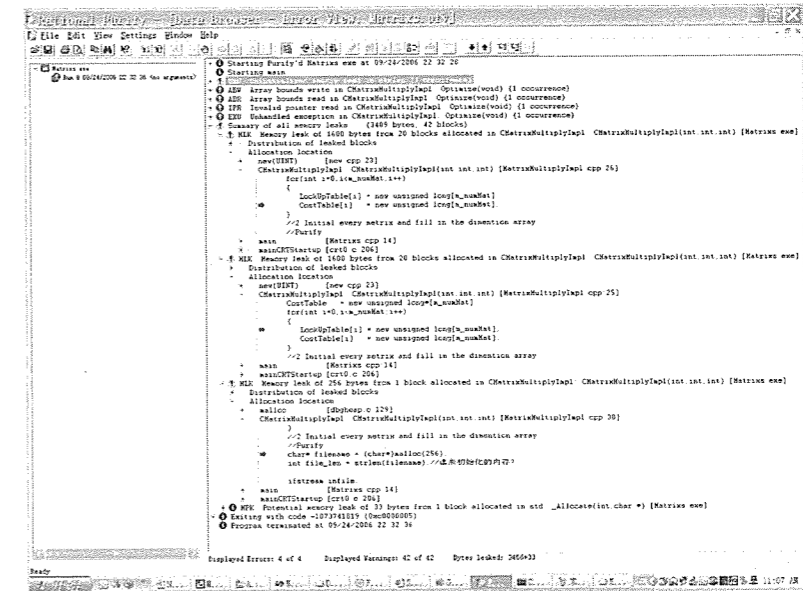 Rational Purify - [Data Browser - Error View: Matrixs.pfy]
File Edit View Settings Window Help
Matrixs exe
Run @ 09/24/2006 22 32 36 <no arguments>
Starting Purify'd Matrixs exe at 09/24/2006 22 32 26
Starting main
ABW Array bounds write in CMatrixMultiplyImpl Optimize(void) {1 occurrence}
ABR Array bounds read in CMatrixMultiplyImpl Optimize(void) {1 occurrence}
IPR Invalid pointer read in CMatrixMultiplyImpl Optimize(void) {1 occurrence}
EXU Unhandled exception in CMatrixMultiplyImpl Optimize(void) {1 occurrence}
Summary of all memory leaks {3489 bytes, 42 blocks}
MLK Memory leak of 1600 bytes from 20 blocks allocated in CMatrixMultiplyImpl CMatrixMultiplyImpl(int,int,int) [Matrixs exe]
Distribution of leaked blocks
Allocation location
new(UINT) [new cpp 23]
CMatrixMultiplyImpl CMatrixMultiplyImpl(int int,int) [MatrixMultiplyImpl cpp 26]
for(int i=0,i<m_numMat,i++)
{
LookUpTable[i] = new unsigned long[m_numMat]
CostTable[i] = new unsigned long[m_numMat]
}
//2 Initial every metrix and fill in the dimention array
//Purify
main [Matrixs cpp 14]
mainCRTStartup [crt0 c 206]
MLK Memory leak of 1600 bytes from 20 blocks allocated in CMatrixMultiplyImpl CMatrixMultiplyImpl(int,int,int) [Matrixs exe]
Distribution of leaked blocks
Allocation location
new(UINT) [new cpp 23]
CMatrixMultiplyImpl CMatrixMultiplyImpl(int,int,int) [MatrixMultiplyImpl cpp 25]
CostTable = new unsigned long*[m_numMat]
for(int i=0,i<m_numMat,i++)
{
LookUpTable[i] = new unsigned long[m_numMat],
CostTable[i] = new unsigned long[m_numMat],
}
//2 Initial every metrix and fill in the dimention array
main [Matrixs cpp 14]
mainCRTStartup [crt0 c 206]
MLK Memory leak of 256 bytes from 1 block allocated in CMatrixMultiplyImpl CMatrixMultiplyImpl(int,int,int) [Matrixs exe]
Distribution of leaked blocks
Allocation location
malloc [dbgheap c 129]
CMatrixMultiplyImpl CMatrixMultiplyImpl(int,int,int) [MatrixMultiplyImpl cpp 30]
}
//2 Initial every metrix and fill in the dimention array
//Purify
char* filename = (char*)malloc(256),
int file_len = strlen(filename),//读未初始化的内存?
ifstream infile,
main [Matrixs cpp 14]
mainCRTStartup [crt0 c 206]
MPK Potential memory leak of 33 bytes from 1 block allocated in std _Allocate(int,char *) [Matrixs exe]
Exiting with code -1073741819 (0xc0000005)
Program terminated at 09/24/2006 22 32 36
Displayed Errors: 4 of 4 Displayed Warnings: 42 of 42 Bytes leaked: 3456+33
Ready
11:07 AM